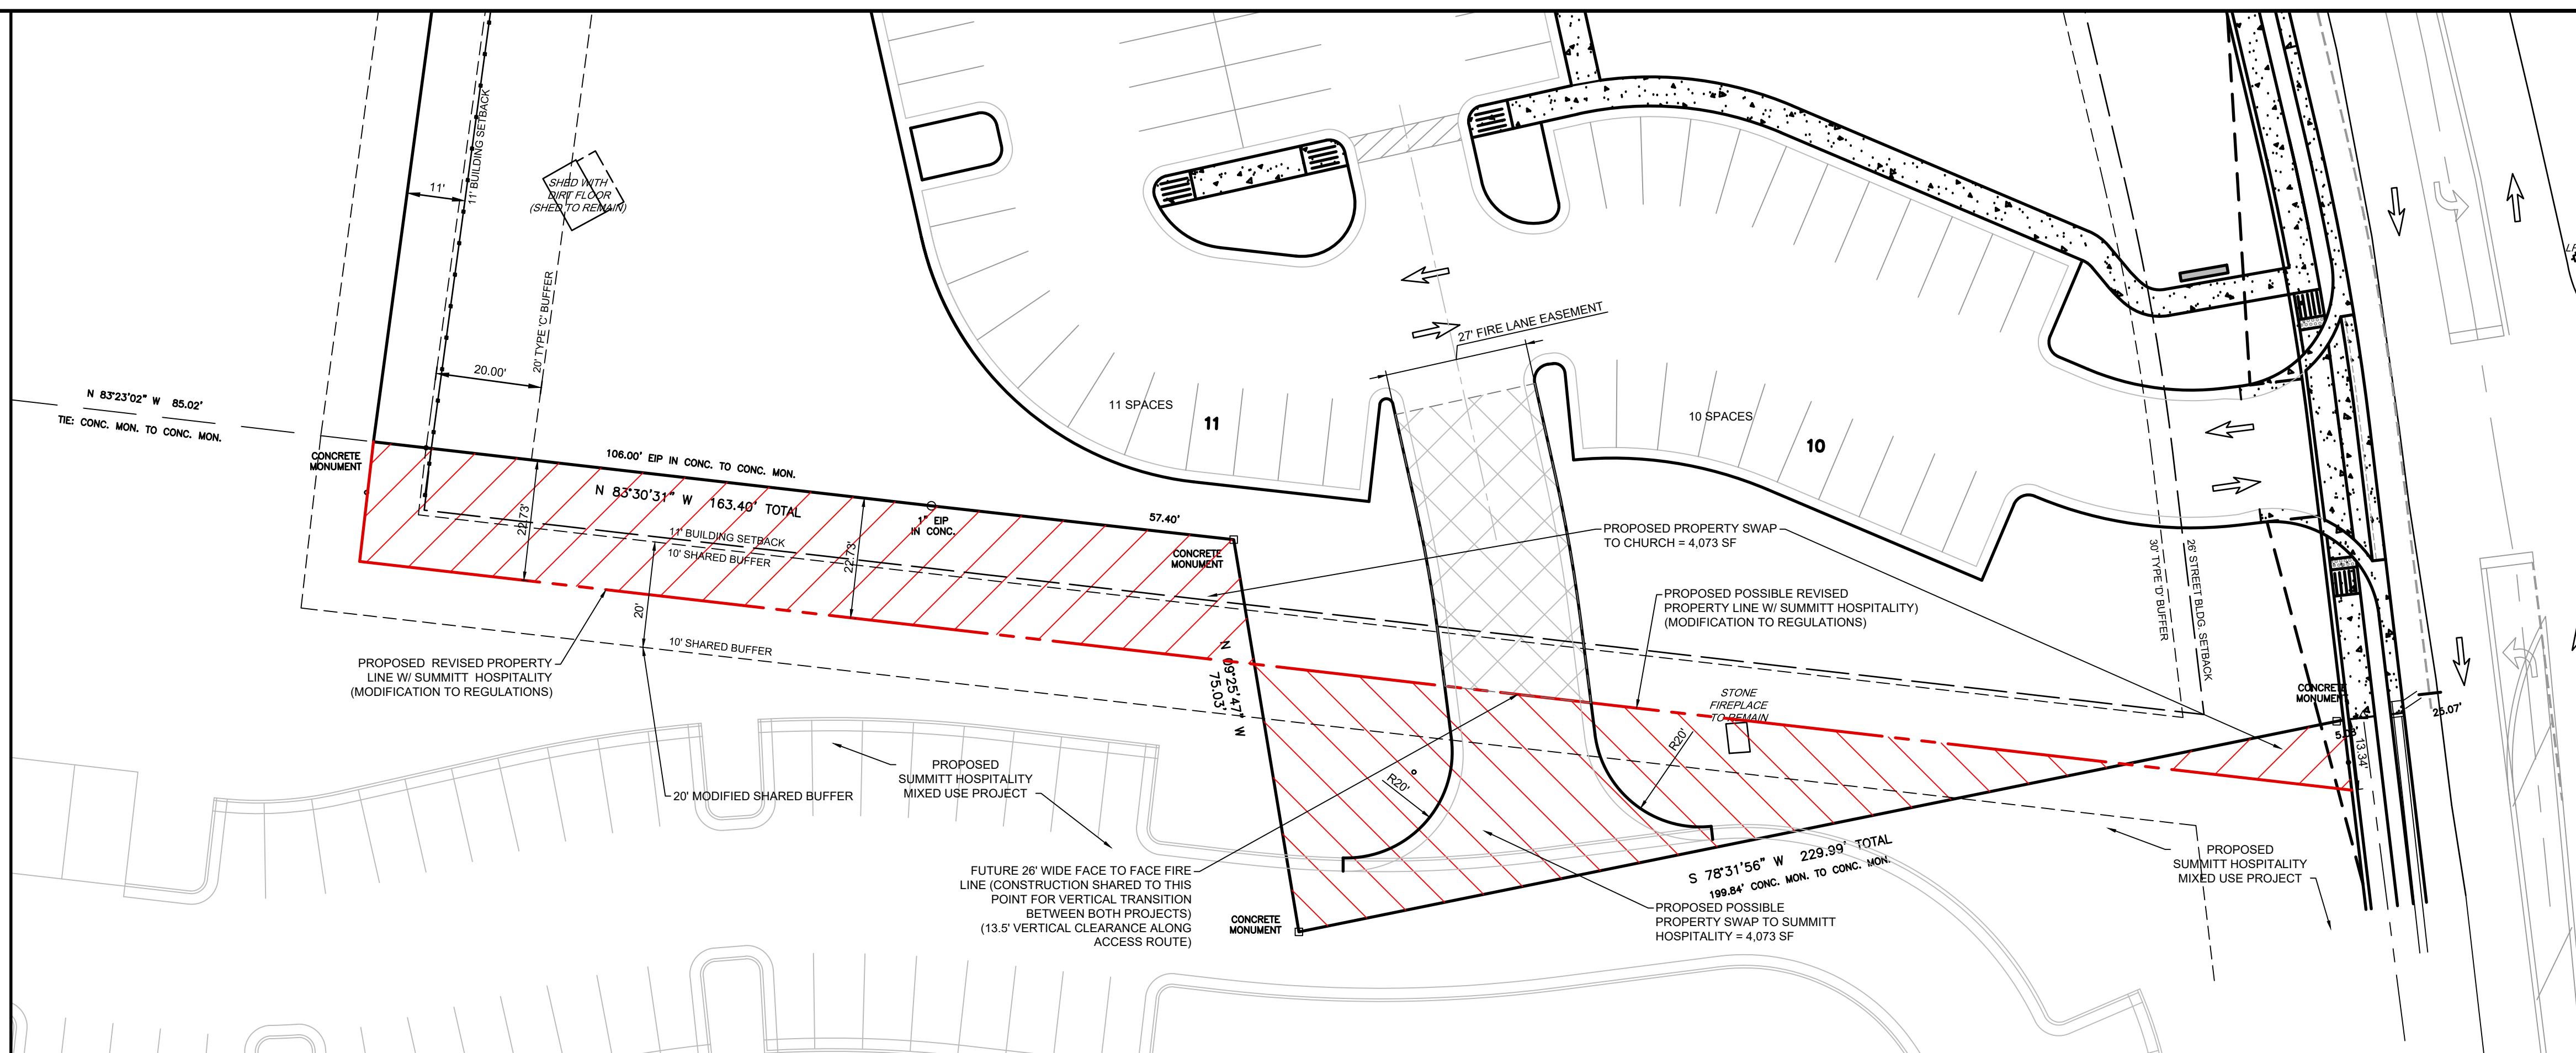 11' BUILDING SETBACK
11'
SHED WITH
DIRT FLOOR
(SHED TO REMAIN)
20' TYPE 'C' BUFFER
20.00'
N 83°23'02" W 85.02'
TIE: CONC. MON. TO CONC. MON.
CONCRETE
MONUMENT
106.00' EIP IN CONC. TO CONC. MON.
N 83°30'31" W 163.40' TOTAL
22.73'
11' BUILDING SETBACK
10' SHARED BUFFER
22.73'
1" EIP
IN CONC.
57.40'
CONCRETE
MONUMENT
20'
10' SHARED BUFFER
PROPOSED REVISED PROPERTY
LINE W/ SUMMITT HOSPITALITY
(MODIFICATION TO REGULATIONS)
PROPOSED
SUMMITT HOSPITALITY
MIXED USE PROJECT
20' MODIFIED SHARED BUFFER
N 09°25'47" W
75.03'
11 SPACES
11
27' FIRE LANE EASEMENT
10 SPACES
10
PROPOSED PROPERTY SWAP
TO CHURCH = 4,073 SF
PROPOSED POSSIBLE REVISED
PROPERTY LINE W/ SUMMITT HOSPITALITY)
(MODIFICATION TO REGULATIONS)
STONE
FIREPLACE
TO REMAIN
R20'
R20'
30' TYPE 'D' BUFFER
26' STREET BLDG. SETBACK
CONCRETE
MONUMENT
25.07'
13.34'
S 78°31'56" W 229.99' TOTAL
199.84' CONC. MON. TO CONC. MON.
FUTURE 26' WIDE FACE TO FACE FIRE
LINE (CONSTRUCTION SHARED TO THIS
POINT FOR VERTICAL TRANSITION
BETWEEN BOTH PROJECTS)
(13.5' VERTICAL CLEARANCE ALONG
ACCESS ROUTE)
CONCRETE
MONUMENT
PROPOSED POSSIBLE
PROPERTY SWAP TO SUMMITT
HOSPITALITY = 4,073 SF
PROPOSED
SUMMITT HOSPITALITY
MIXED USE PROJECT